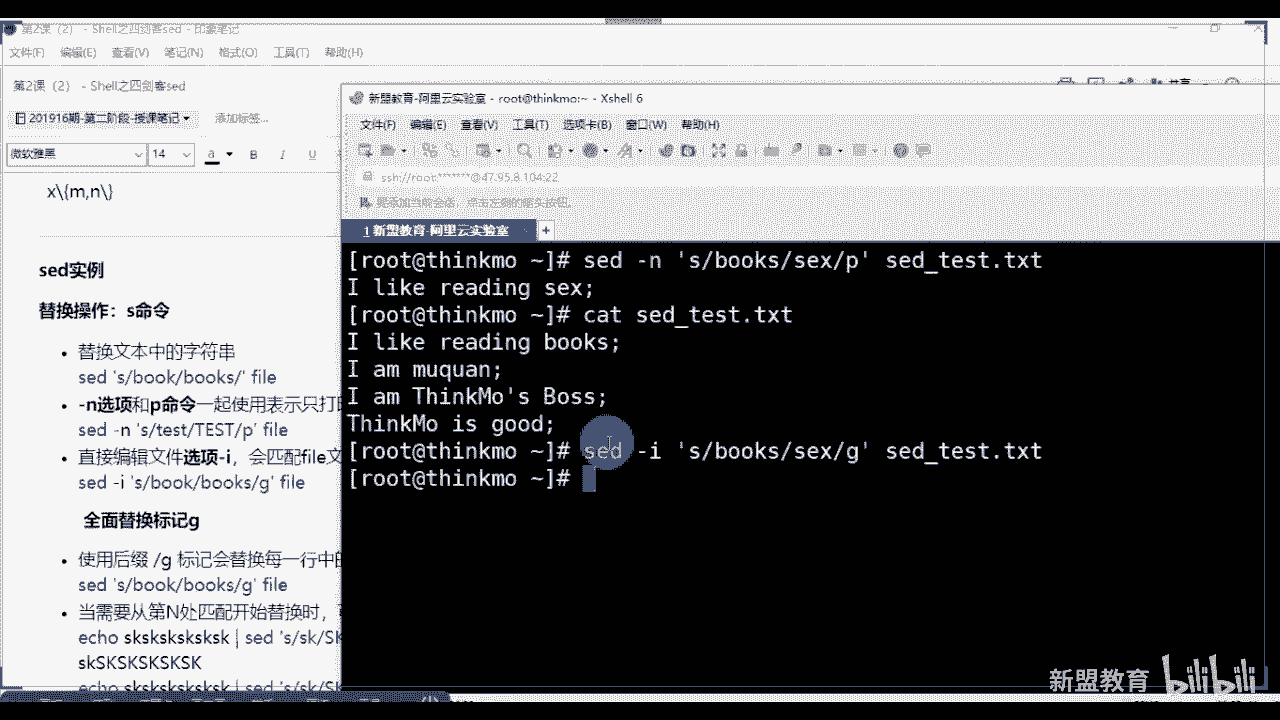 第2课（2） - Shell之四剑客sed - 印象笔记
文件(F) 编辑(E) 查看(V) 笔记(N) 格式(O) 工具(T) 帮助(H)
第2课（2） - Shell之四剑客sed
201916期-第二阶段-授课笔记
添加标签...
微软雅黑 14 a B I U
x\{m,n\}
sed实例
替换操作：s命令
替换文本中的字符串
sed 's/book/books/' file
-n选项和p命令一起使用表示只打
sed -n 's/test/TEST/p' file
直接编辑文件选项-i，会匹配file文
sed -i 's/book/books/g' file
全面替换标记g
使用后缀 /g 标记会替换每一行中的
sed 's/book/books/g' file
当需要从第N处匹配开始替换时，
echo sksksksksksk | sed 's/sk/SK
skSKSKSKSKSK
echo sksksksksksk | sed 's/sk/SK
共享
新盟教育-阿里云实验室 - root@thinkmo:~ - Xshell 6
文件(F) 编辑(E) 查看(V) 工具(T) 选项卡(B) 窗口(W) 帮助(H)
ssh://root:*******@47.95.8.104:22
要添加当前会话，点击左侧的箭头按钮。
1 新盟教育-阿里云实验室 +
[root@thinkmo ~]# sed -n 's/books/sex/p' sed_test.txt
I like reading sex;
[root@thinkmo ~]# cat sed_test.txt
I like reading books;
I am muquan;
I am ThinkMo's Boss;
ThinkMo is good;
[root@thinkmo ~]# sed -i 's/books/sex/g' sed_test.txt
[root@thinkmo ~]#
新盟教育 bilibili